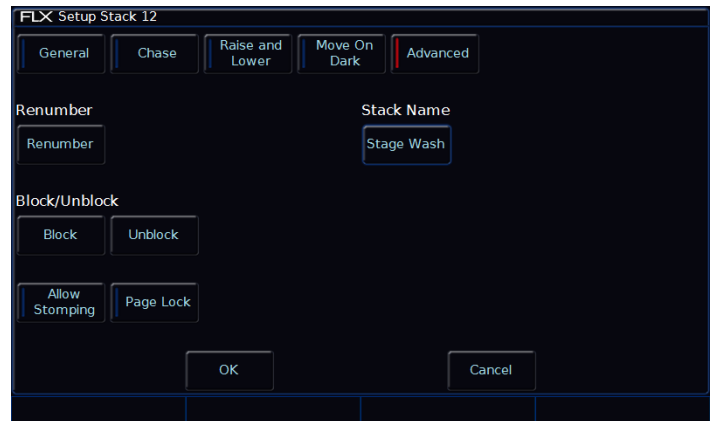 FLX Setup Stack 12
General Chase Raise and Lower Move On Dark Advanced
Renumber Stack Name
Renumber Stage Wash
Block/Unblock
Block Unblock
Allow Stomping Page Lock
OK Cancel